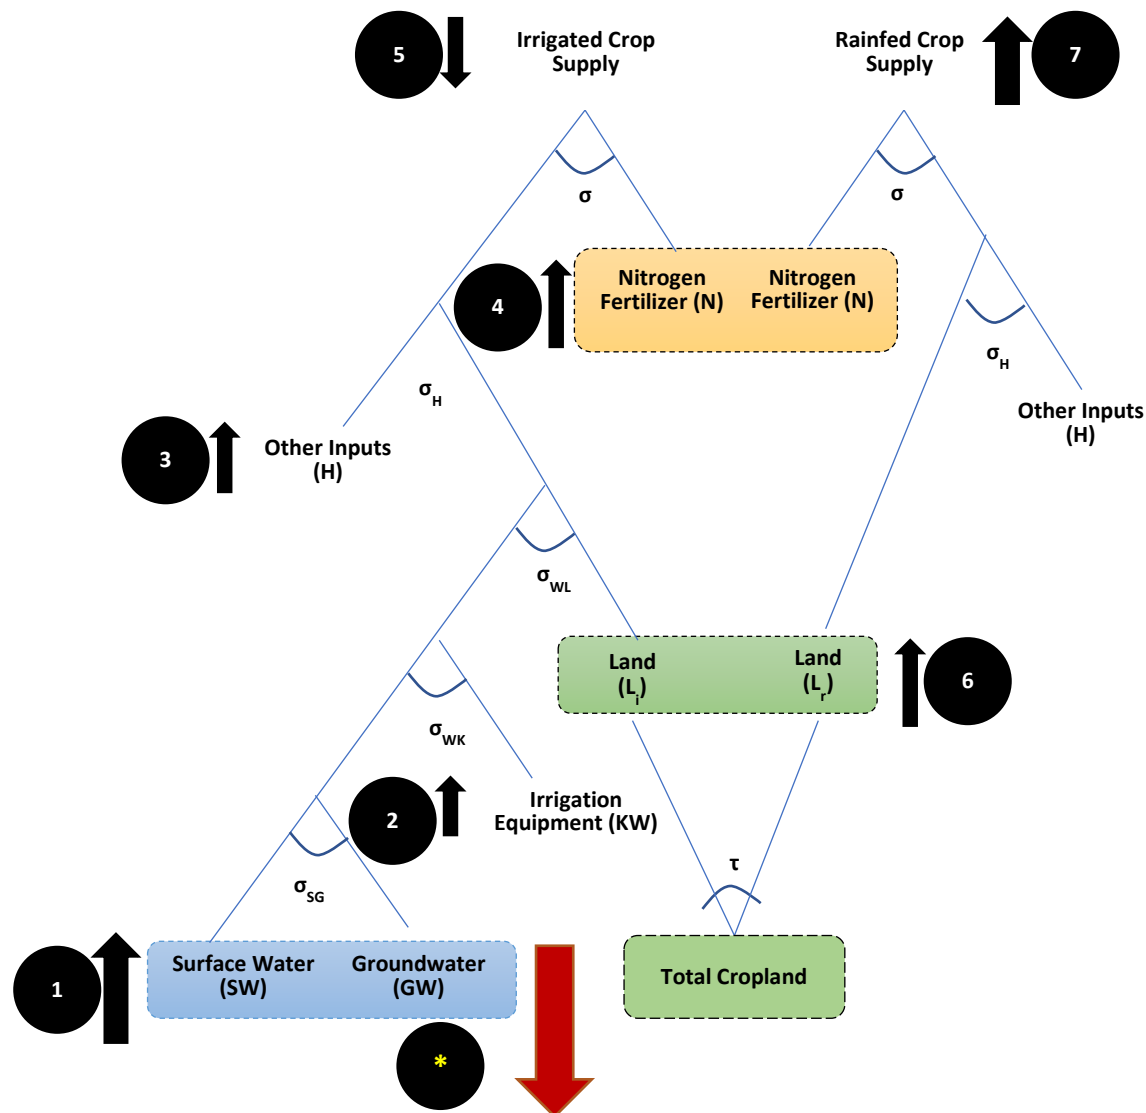 5
Irrigated Crop
Supply
Rainfed Crop
Supply
7
σ
σ
4
Nitrogen
Fertilizer (N)
Nitrogen
Fertilizer (N)
σH
σH
3
Other Inputs
(H)
Other Inputs
(H)
σWL
Land
(Li)
Land
(Lr)
6
σWK
2
Irrigation
Equipment (KW)
τ
σSG
1
Surface Water
(SW)
Groundwater
(GW)
Total Cropland
*